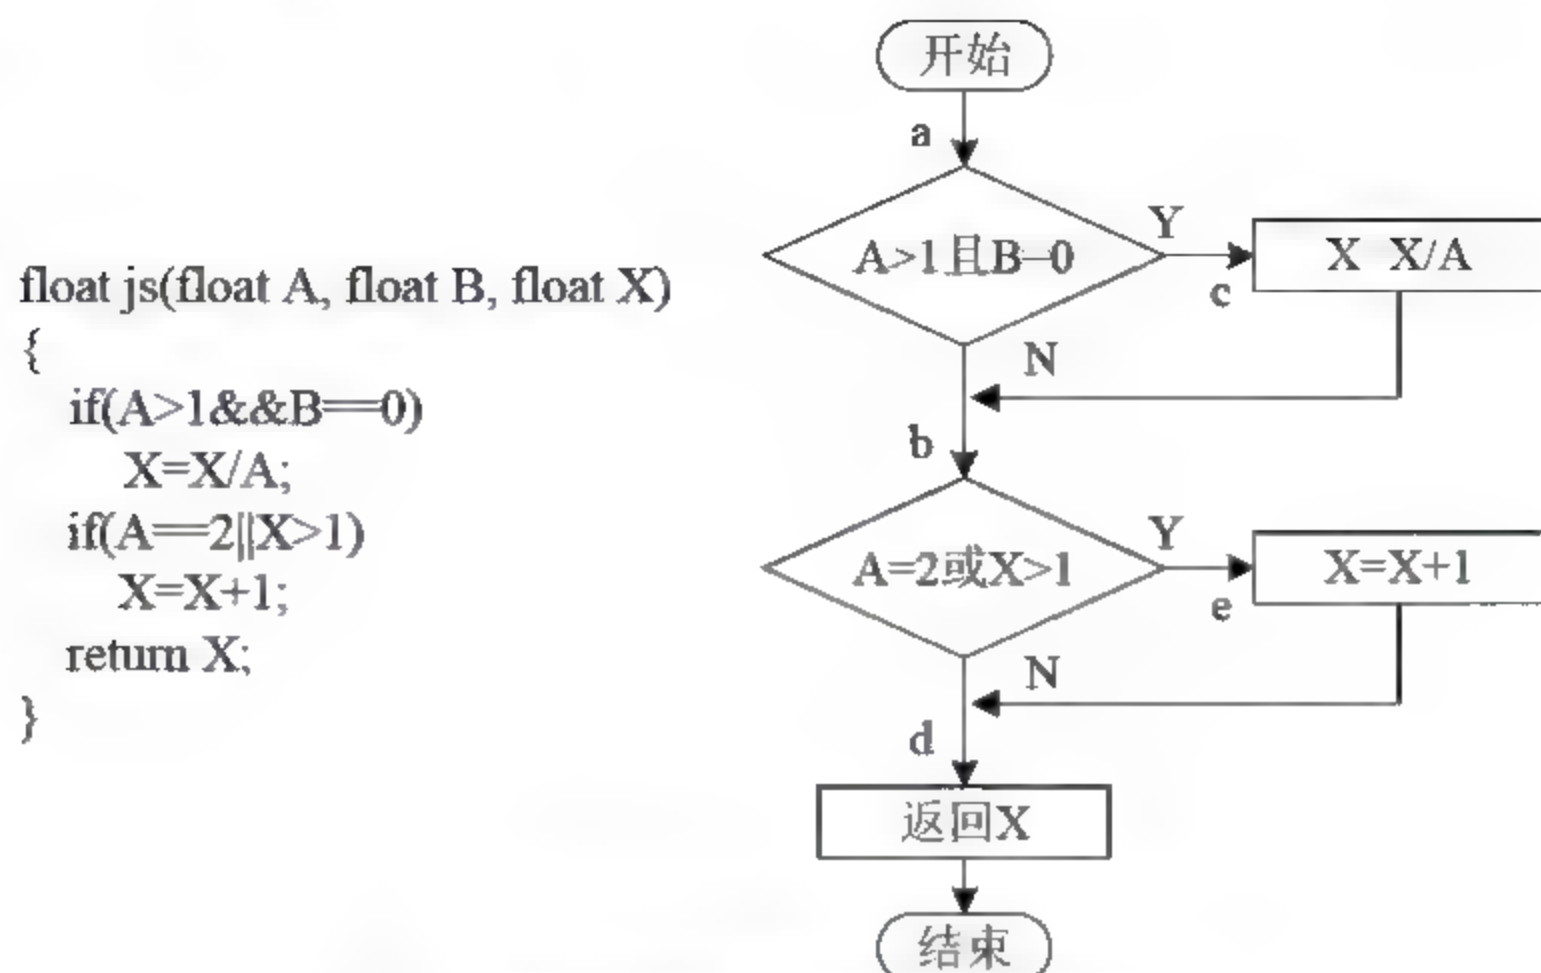 float js(float A, float B, float X)
{
if(A>1&&B==0)
X=X/A;
if(A==2||X>1)
X=X+1;
return X;
}
开始
a
A>1且B=0
Y
c
X X/A
N
b
A=2或X>1
Y
e
X=X+1
N
d
返回X
结束